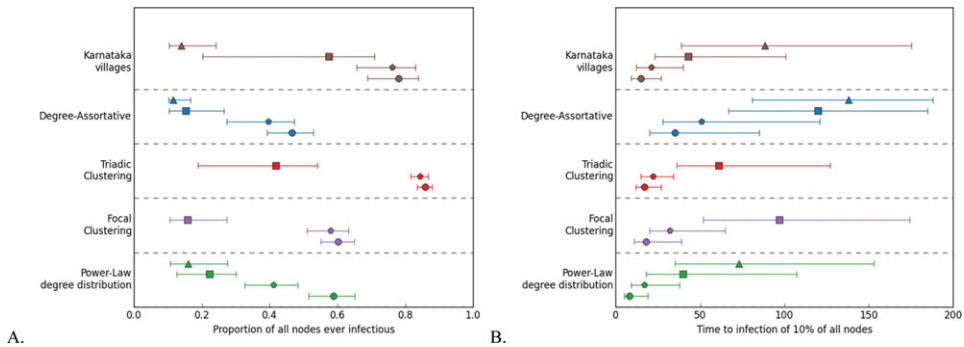 Karnataka
villages
Degree-Assortative
Triadic
Clustering
Focal
Clustering
Power-Law
degree distribution
0.0 0.2 0.4 0.6 0.8 1.0
Proportion of all nodes ever infectious
A.
Karnataka
villages
Degree-Assortative
Triadic
Clustering
Focal
Clustering
Power-Law
degree distribution
0 50 100 150 200
Time to infection of 10% of all nodes
B.